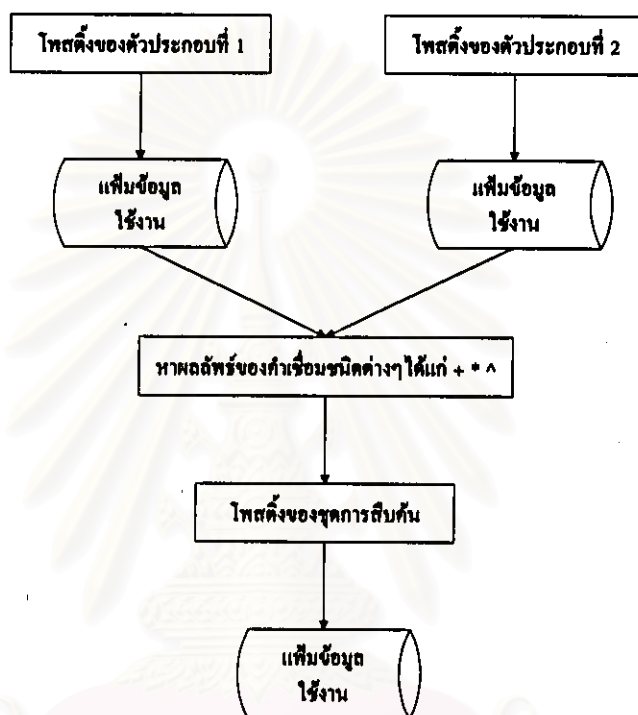 โพสติ้งของตัวประกอบที่ 1
โพสติ้งของตัวประกอบที่ 2
แฟ้มข้อมูล
ใช้งาน
แฟ้มข้อมูล
ใช้งาน
หาผลลัพธ์ของคำเชื่อมชนิดต่างๆ ได้แก่ + * ^
โพสติ้งของชุดการสืบค้น
แฟ้มข้อมูล
ใช้งาน